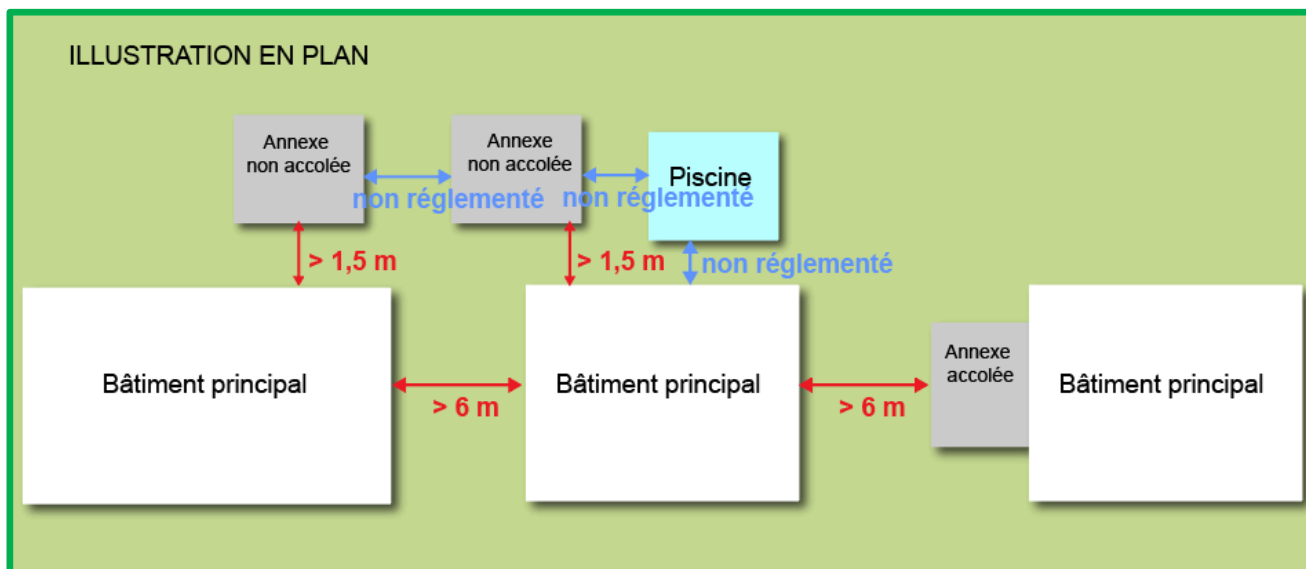 ILLUSTRATION EN PLAN
Annexe
non accolée
Annexe
non accolée
Piscine
non réglementé
non réglementé
> 1,5 m
> 1,5 m
non réglementé
Bâtiment principal
> 6 m
Bâtiment principal
> 6 m
Annexe
accolée
Bâtiment principal